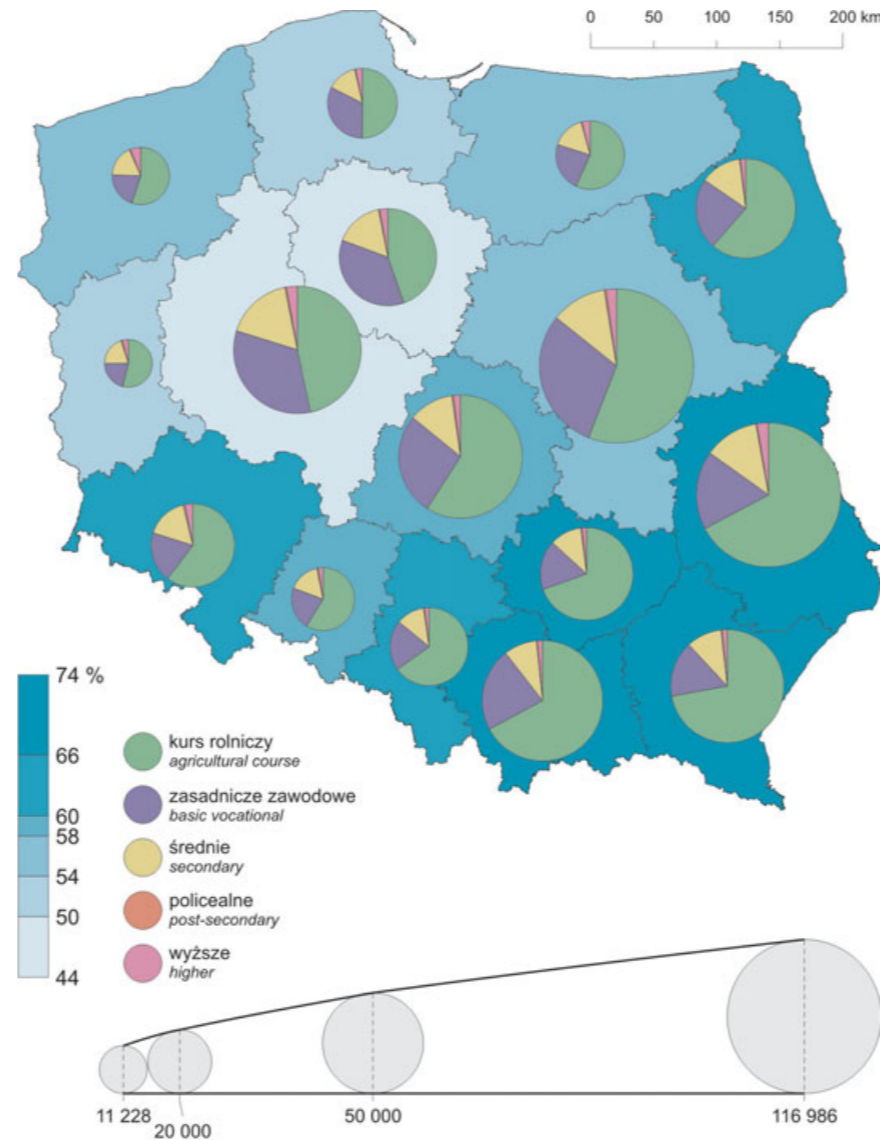 0 50 100 150 200 km
74 %
66
60
58
54
50
44
kurs rolniczy
agricultural course
zasadnicze zawodowe
basic vocational
średnie
secondary
policealne
post-secondary
wyższe
higher
11 228
20 000
50 000
116 986